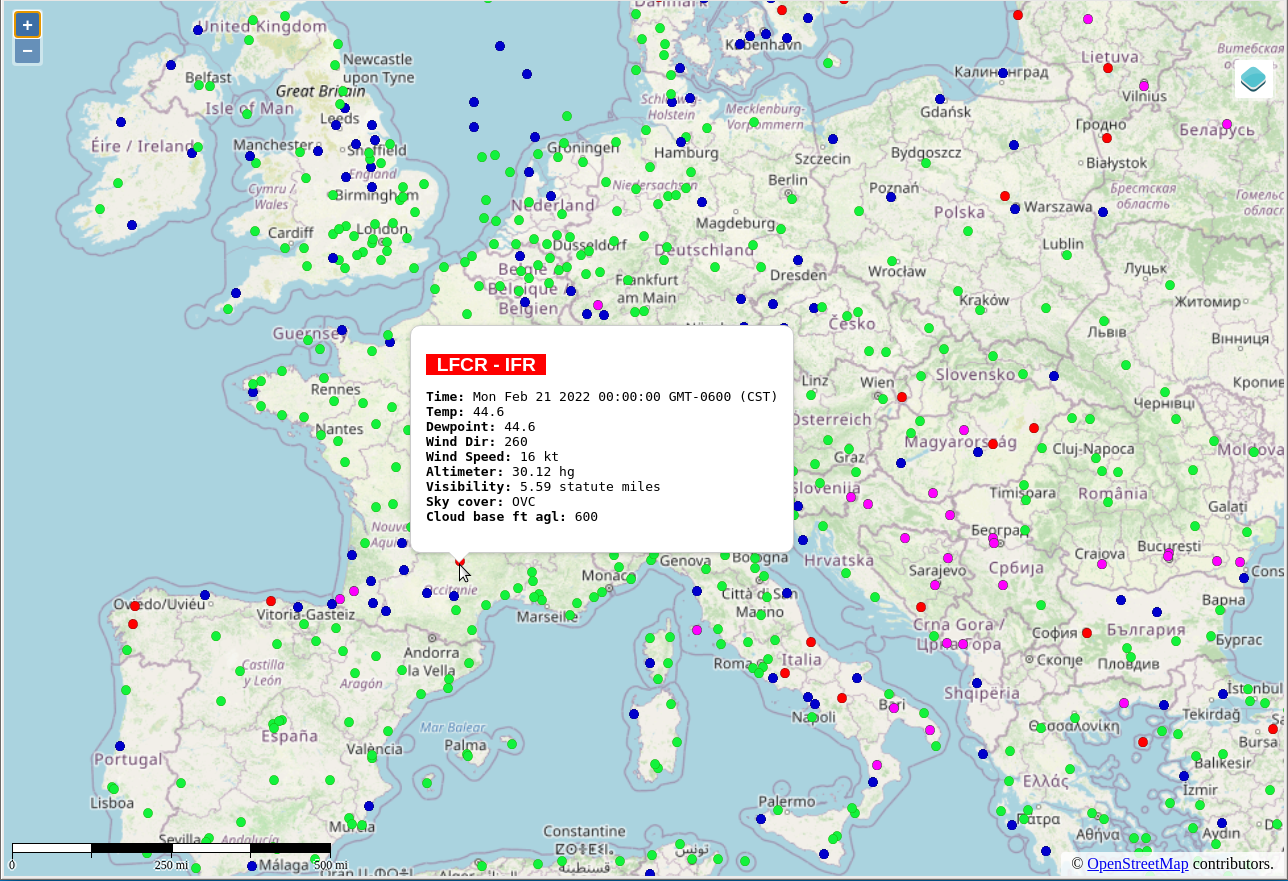 +
−
LFCR - IFR
Time: Mon Feb 21 2022 00:00:00 GMT-0600 (CST)
Temp: 44.6
Dewpoint: 44.6
Wind Dir: 260
Wind Speed: 16 kt
Altimeter: 30.12 hg
Visibility: 5.59 statute miles
Sky cover: OVC
Cloud base ft agl: 600
United Kingdom
Newcastle
upon Tyne
Belfast
Great Britain
Isle of Man
Leeds
Éire / Ireland
Manchester
Sheffield
England
Cymru /
Wales
Birmingham
Cardiff
London
Guernsey
København
Schleswig-
Holstein
Mecklenburg-
Vorpommern
Groningen
Hamburg
Niedersachsen
Nederland
Berlin
Magdeburg
Düsseldorf
Deutschland
België /
Belgique /
Belgien
Frankfurt
am Main
Dresden
Калининград
Lietuva
Vilnius
Витебская
Gdańsk
Гродно
Беларусь
Szczecin
Bydgoszcz
Białystok
Poznań
Брестская
область
Polska
Warszawa
Lublin
Wrocław
Луцьк
Kraków
Житомир
Česko
Львів
Вінниця
Rennes
Linz
Wien
Slovensko
Чернівці
Nantes
Österreich
Magyarország
Graz
Cluj-Napoca
Moldova
Slovenija
Timișoara
România
Galați
Београд
Genova
Bologna
Hrvatska
Craiova
București
Monaco
Sarajevo
Србија
Occitanie
Oviedo/Uviéu
Vitoria-Gasteiz
Marseille
Città di San
Marino
Варна
Crna Gora /
Црна Гора
София
България
Бургас
Andorra
la Vella
Castilla
y León
Aragón
Roma
Italia
Скопје
Пловдив
Shqipëria
İstanbul
Mar Balear
Napoli
Bari
Θεσσαλονίκη
Tekirdağ
España
Palma
Bursa
València
Portugal
Balıkesir
Ελλάς
İzmir
Lisboa
Palermo
Murcia
Πάτρα
Αθήνα
Aydın
Sevilla
Andalucía
Constantine
ⵇⵙⴻⵏⵟⵉⵏⴰ
قسنطينة
تونس
Málaga
0
250 mi
500 mi
© OpenStreetMap contributors.